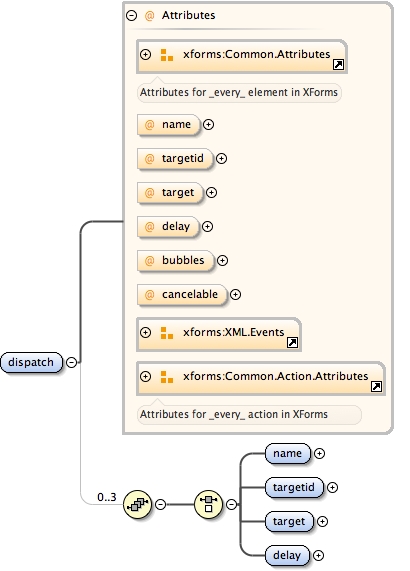 @ Attributes
xforms:Common.Attributes
Attributes for _every_ element in XForms
@ name
@ targetid
@ target
@ delay
@ bubbles
@ cancelable
xforms:XML.Events
dispatch
xforms:Common.Action.Attributes
Attributes for _every_ action in XForms
name
0..3
targetid
target
delay